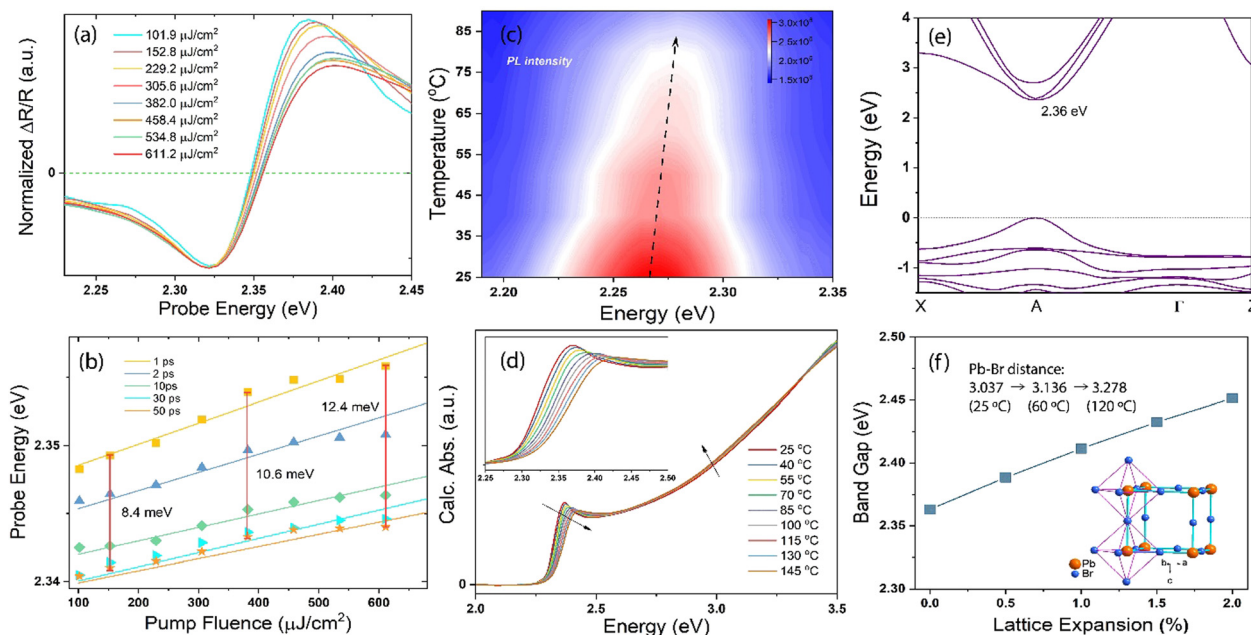 (a)
101.9 μJ/cm²
152.8 μJ/cm²
229.2 μJ/cm²
305.6 μJ/cm²
382.0 μJ/cm²
458.4 μJ/cm²
534.8 μJ/cm²
611.2 μJ/cm²
Normalized ΔR/R (a.u.)
0
2.25 2.30 2.35 2.40 2.45
Probe Energy (eV)
(c)
PL intensity
3.0x10⁵
2.5x10⁵
2.0x10⁵
Temperature (°C)
85
75
65
55
45
35
25
2.20 2.25 2.30 2.35
Energy (eV)
(e)
Energy (eV)
4
3
2
1
0
-1
2.36 eV
X A Γ Z
(b)
1 ps
2 ps
10ps
30 ps
50 ps
12.4 meV
10.6 meV
8.4 meV
Probe Energy (eV)
2.35
2.34
100 200 300 400 500 600
Pump Fluence (μJ/cm²)
(d)
Calc. Abs. (a.u.)
0
2.25 2.30 2.35 2.40 2.45 2.50
25 °C
40 °C
55 °C
70 °C
85 °C
100 °C
115 °C
130 °C
145 °C
2.0 2.5 3.0 3.5
Energy (eV)
(f)
Pb-Br distance:
3.037 → 3.136 → 3.278
(25 °C) (60 °C) (120 °C)
Band Gap (eV)
2.50
2.45
2.40
2.35
2.30
Pb
Br
b a
c
0.0 0.5 1.0 1.5 2.0
Lattice Expansion (%)